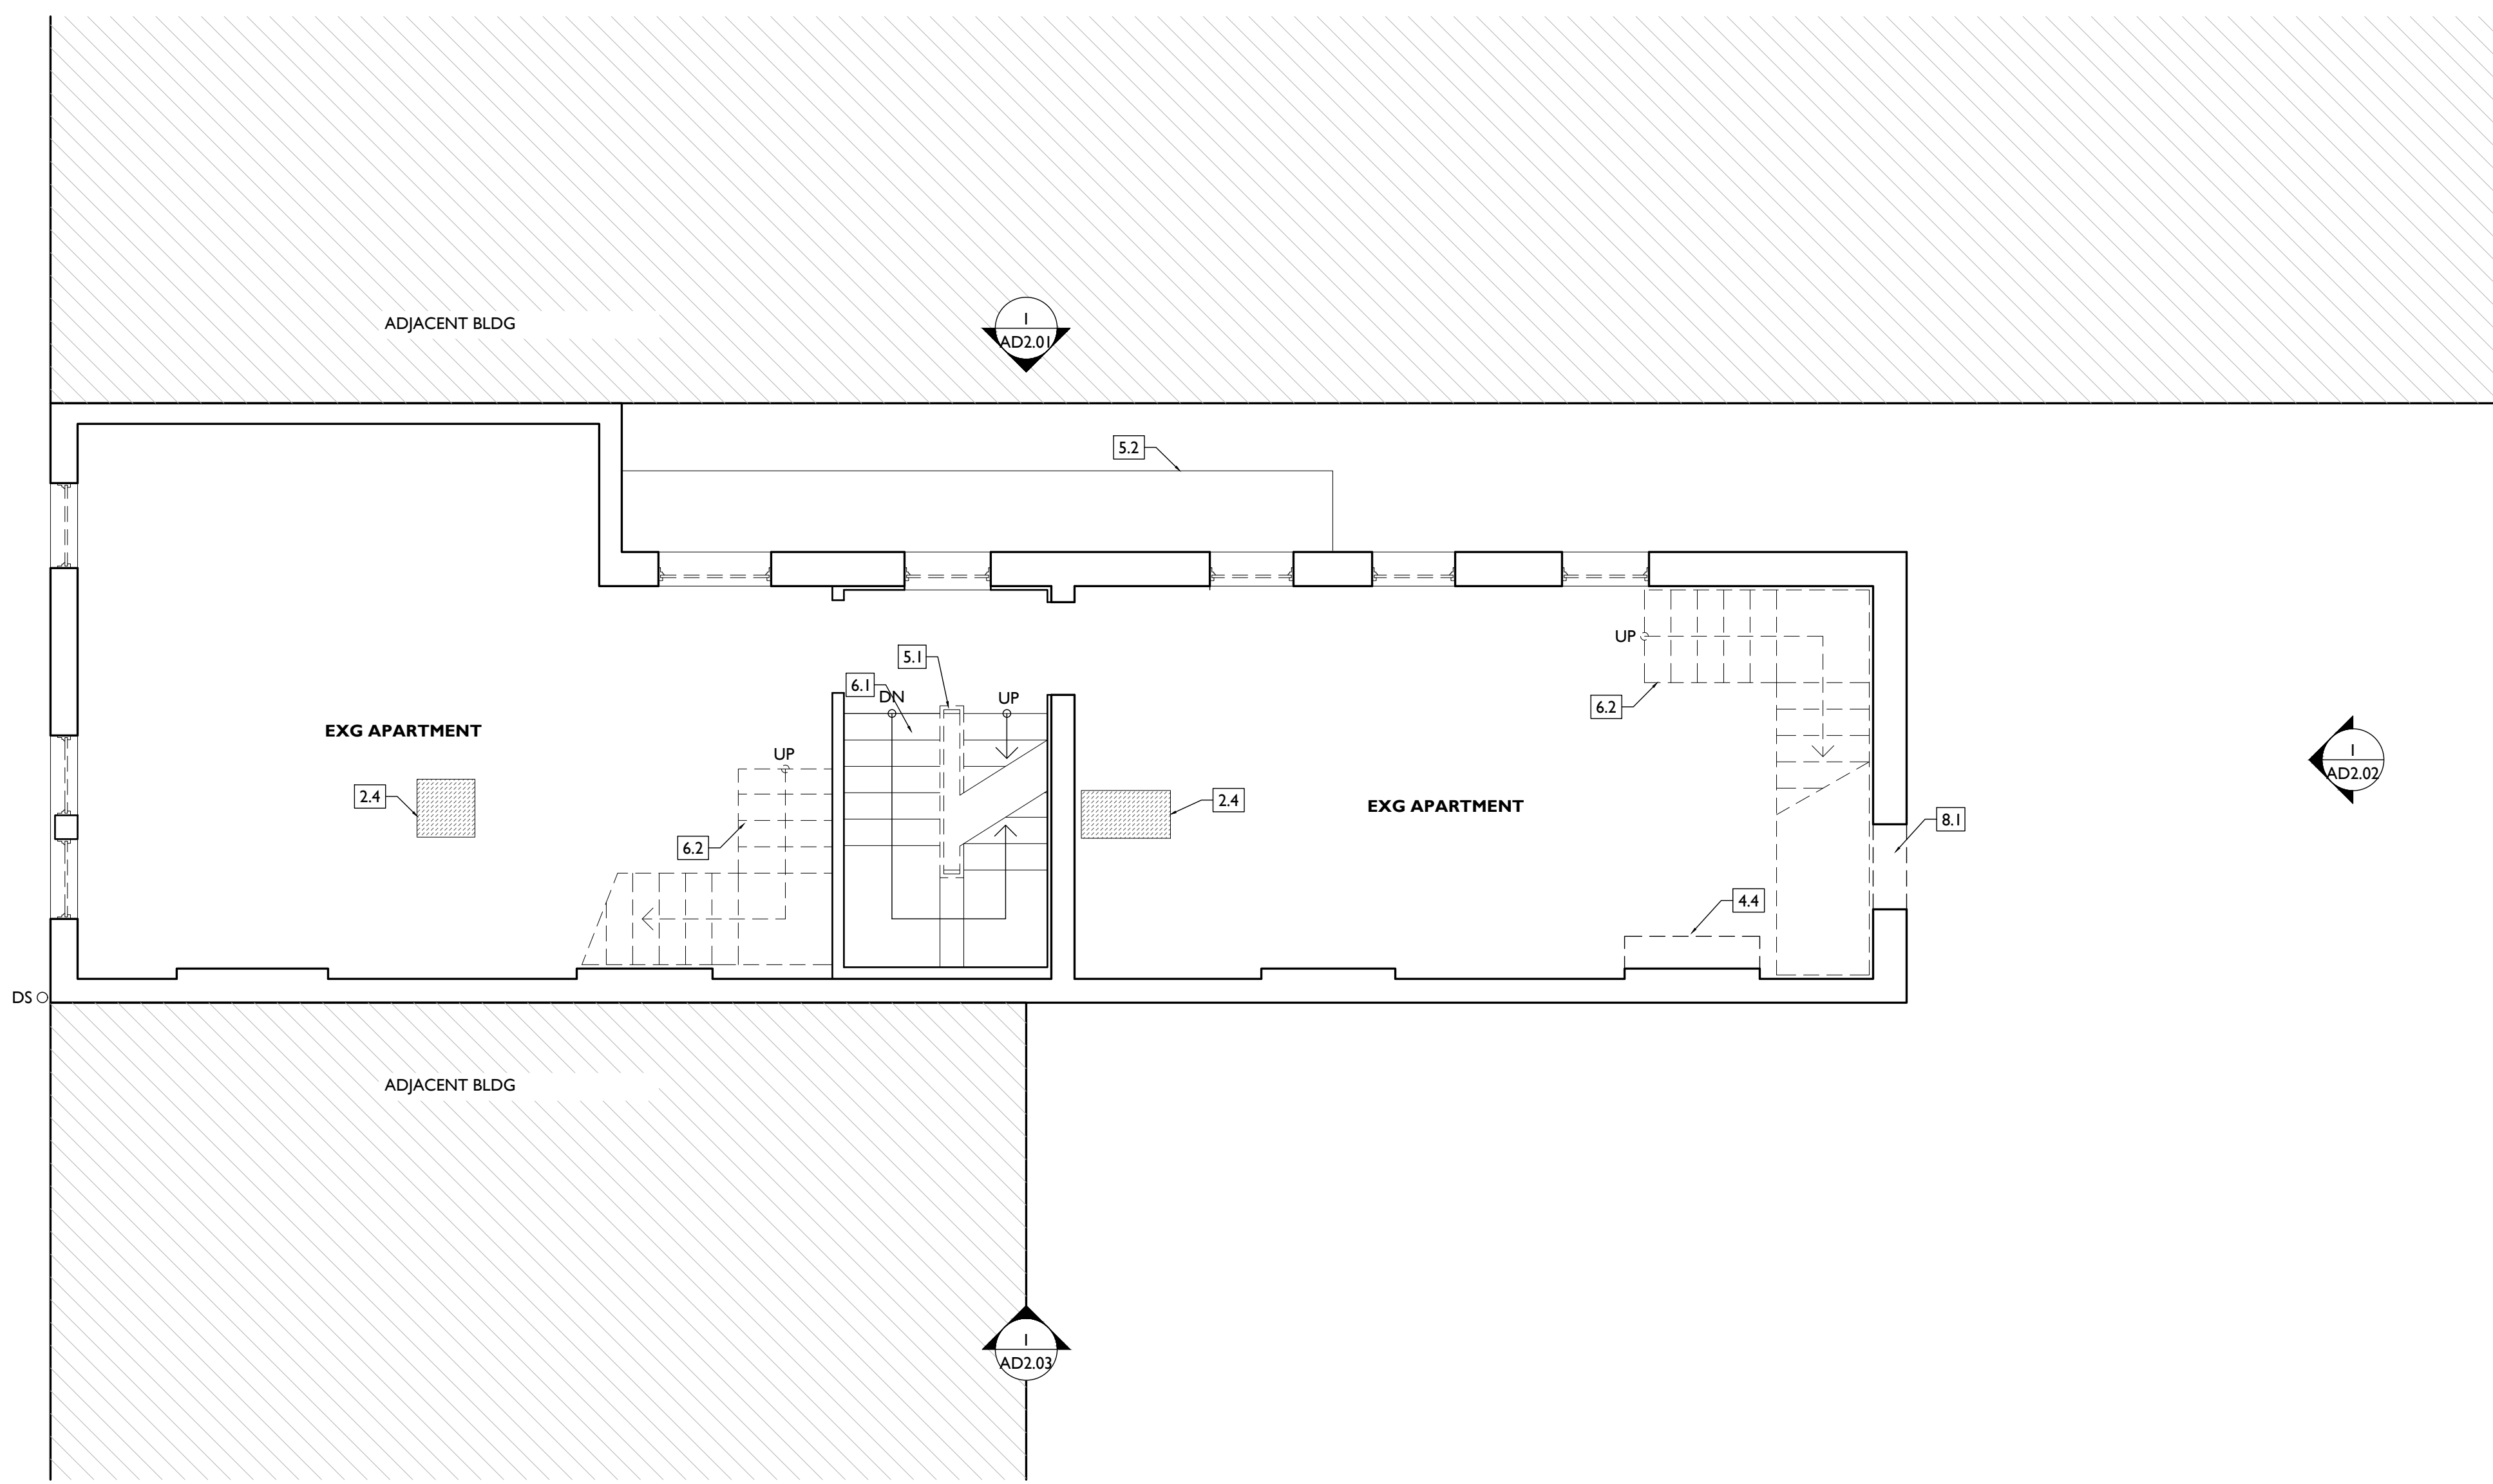 ADJACENT BLDG
1
AD2.01
5.2
UP
5.1
6.1
DN
UP
6.2
EXG APARTMENT
UP
1
AD2.02
2.4
2.4
EXG APARTMENT
8.1
6.2
4.4
DS
ADJACENT BLDG
1
AD2.03